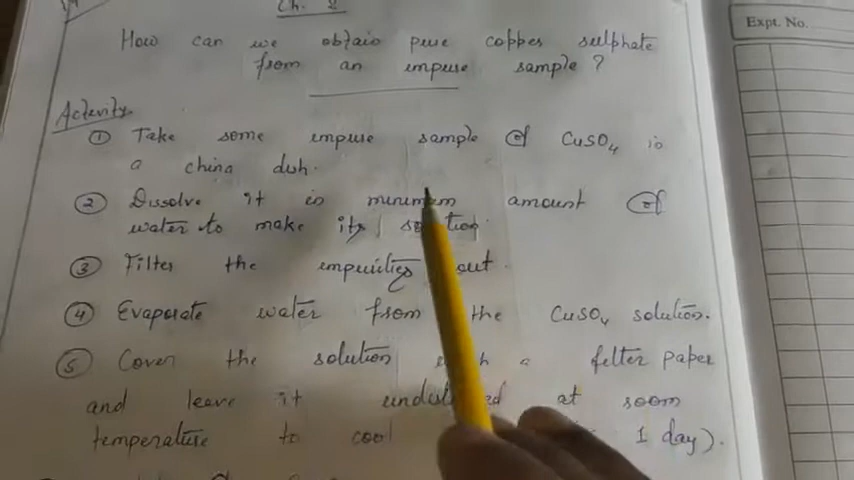 Ch. 2
Expt. No.
How can we obtain pure copper sulphate
from an impure sample ?
Activity
① Take some impure sample of CuSO4 in
a china dish.
② Dissolve it in minimum amount of
water to make its solution.
③ Filter the impurities out.
④ Evaporate water from the CuSO4 solution.
⑤ Cover the solution with a filter paper
and leave it at room
temperature to cool 1 day).